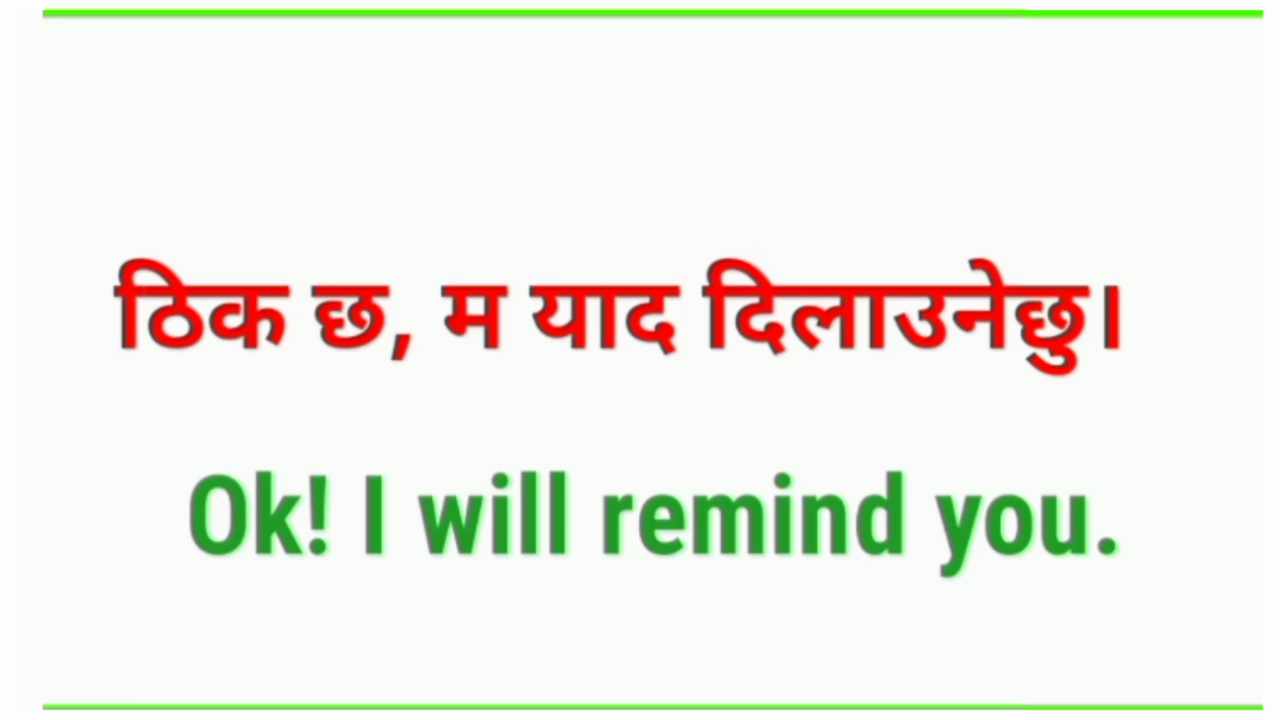 ठिक छ, म याद दिलाउनेछु।
Ok! I will remind you.